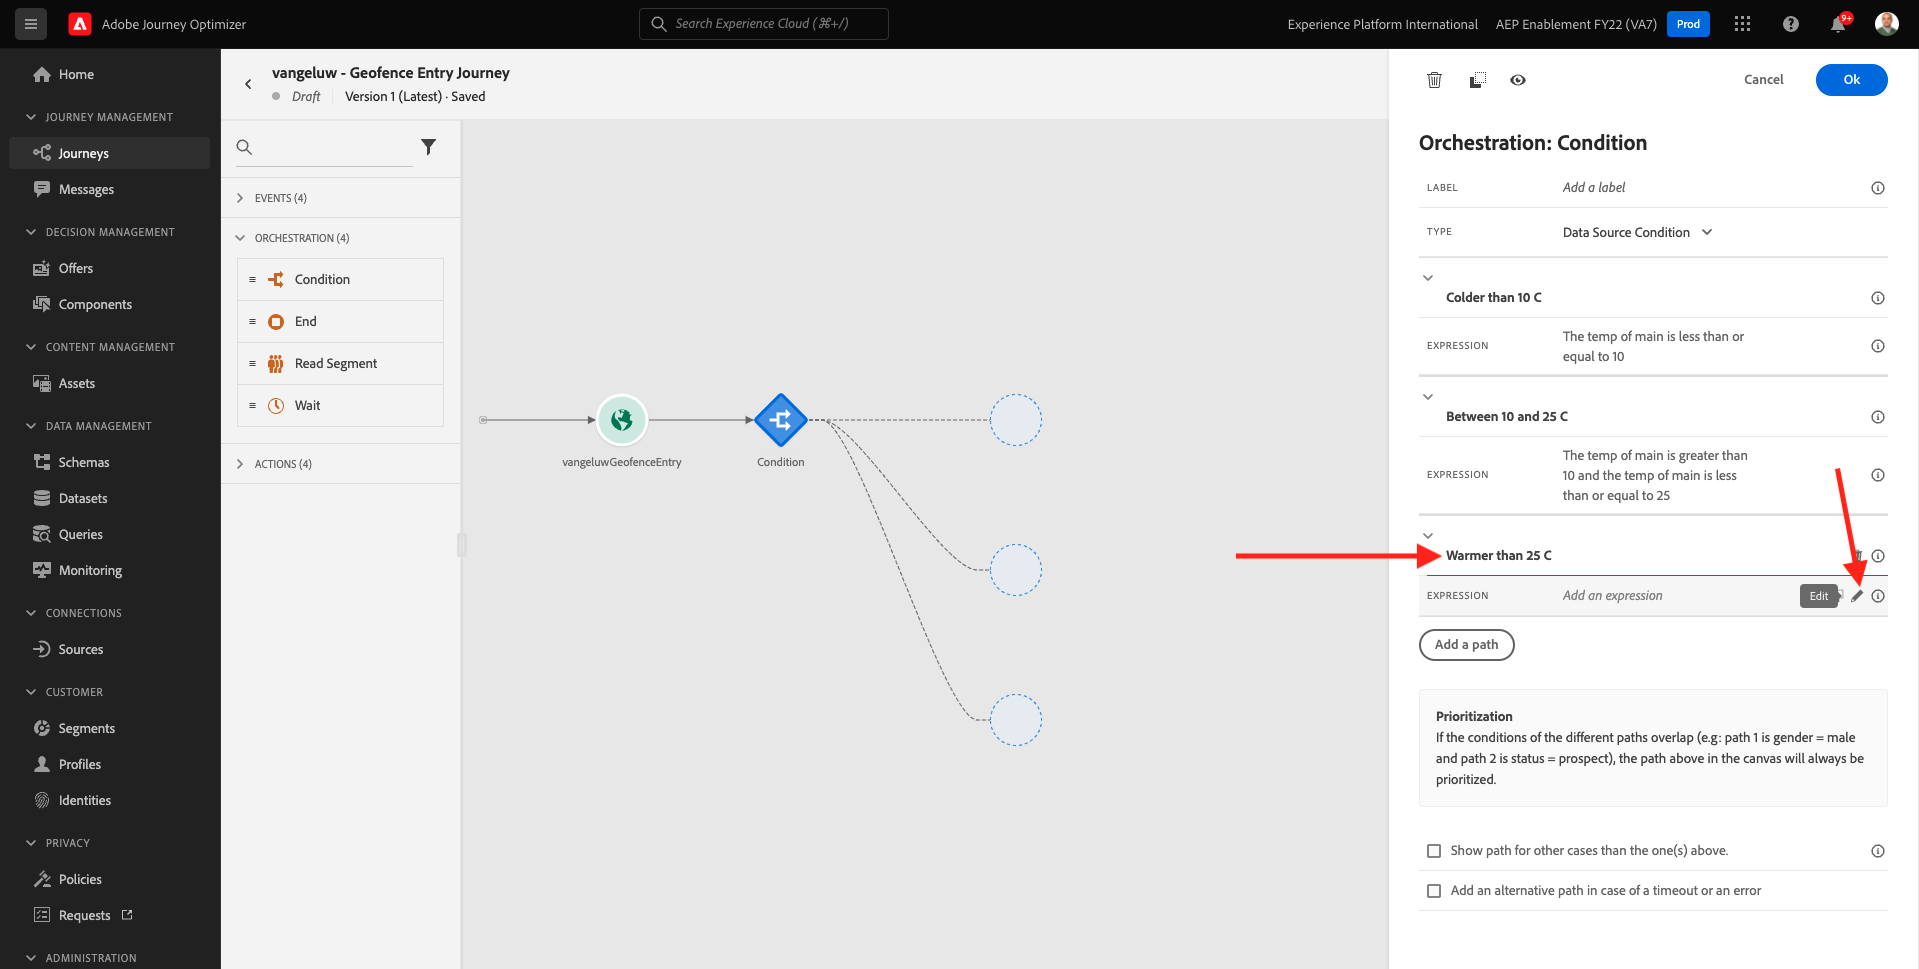 Adobe Journey Optimizer
Search Experience Cloud (⌘+/)
Experience Platform International
AEP Enablement FY22 (VA7)
Prod
9+
Home
JOURNEY MANAGEMENT
Journeys
Messages
DECISION MANAGEMENT
Offers
Components
CONTENT MANAGEMENT
Assets
DATA MANAGEMENT
Schemas
Datasets
Queries
Monitoring
CONNECTIONS
Sources
CUSTOMER
Segments
Profiles
Identities
PRIVACY
Policies
Requests
ADMINISTRATION
vangeluw - Geofence Entry Journey
Draft
Version 1 (Latest) · Saved
EVENTS (4)
ORCHESTRATION (4)
Condition
End
Read Segment
Wait
ACTIONS (4)
vangeluwGeofenceEntry
Condition
Cancel
Ok
Orchestration: Condition
LABEL
Add a label
TYPE
Data Source Condition
Colder than 10 C
EXPRESSION
The temp of main is less than or
equal to 10
Between 10 and 25 C
EXPRESSION
The temp of main is greater than
10 and the temp of main is less
than or equal to 25
Warmer than 25 C
EXPRESSION
Add an expression
Edit
Add a path
Prioritization
If the conditions of the different paths overlap (e.g: path 1 is gender = male
and path 2 is status = prospect), the path above in the canvas will always be
prioritized.
Show path for other cases than the one(s) above.
Add an alternative path in case of a timeout or an error